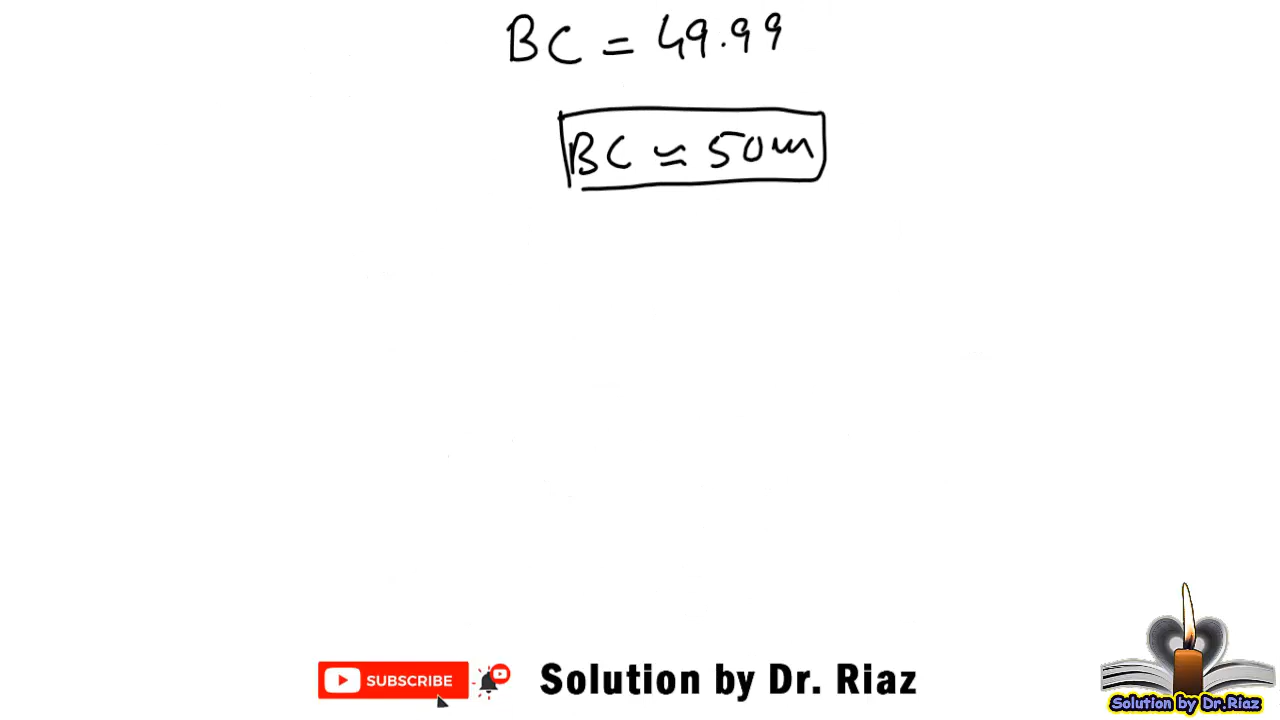 BC = 49.99
BC ≃ 50m
SUBSCRIBE
Solution by Dr. Riaz
Solution by Dr.Riaz